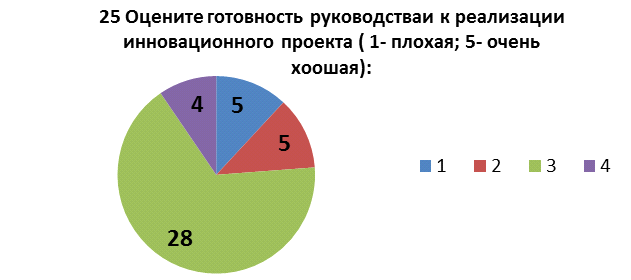 25 Оцените готовность руководстваи к реализации
инновационного проекта ( 1- плохая; 5- очень
хоошая):
4
5
5
28
1 2 3 4